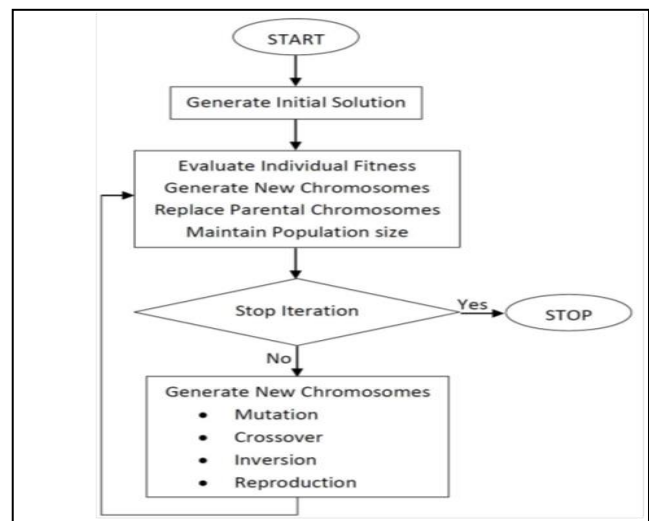 START
Generate Initial Solution
Evaluate Individual Fitness
Generate New Chromosomes
Replace Parental Chromosomes
Maintain Population size
Stop Iteration
Yes
STOP
No
Generate New Chromosomes
• Mutation
• Crossover
• Inversion
• Reproduction